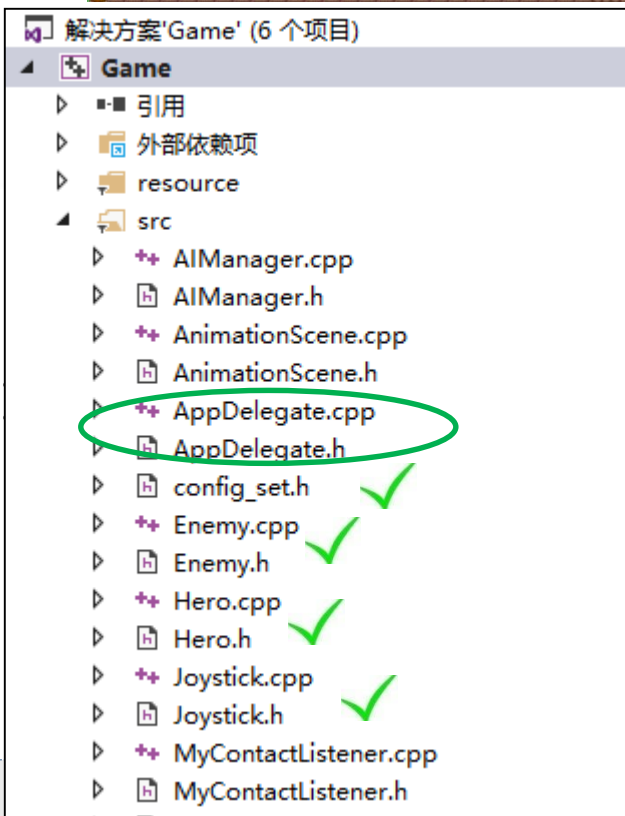 解决方案'Game' (6 个项目)
Game
引用
外部依赖项
resource
src
AIManager.cpp
AIManager.h
AnimationScene.cpp
AnimationScene.h
AppDelegate.cpp
AppDelegate.h
config_set.h
Enemy.cpp
Enemy.h
Hero.cpp
Hero.h
Joystick.cpp
Joystick.h
MyContactListener.cpp
MyContactListener.h